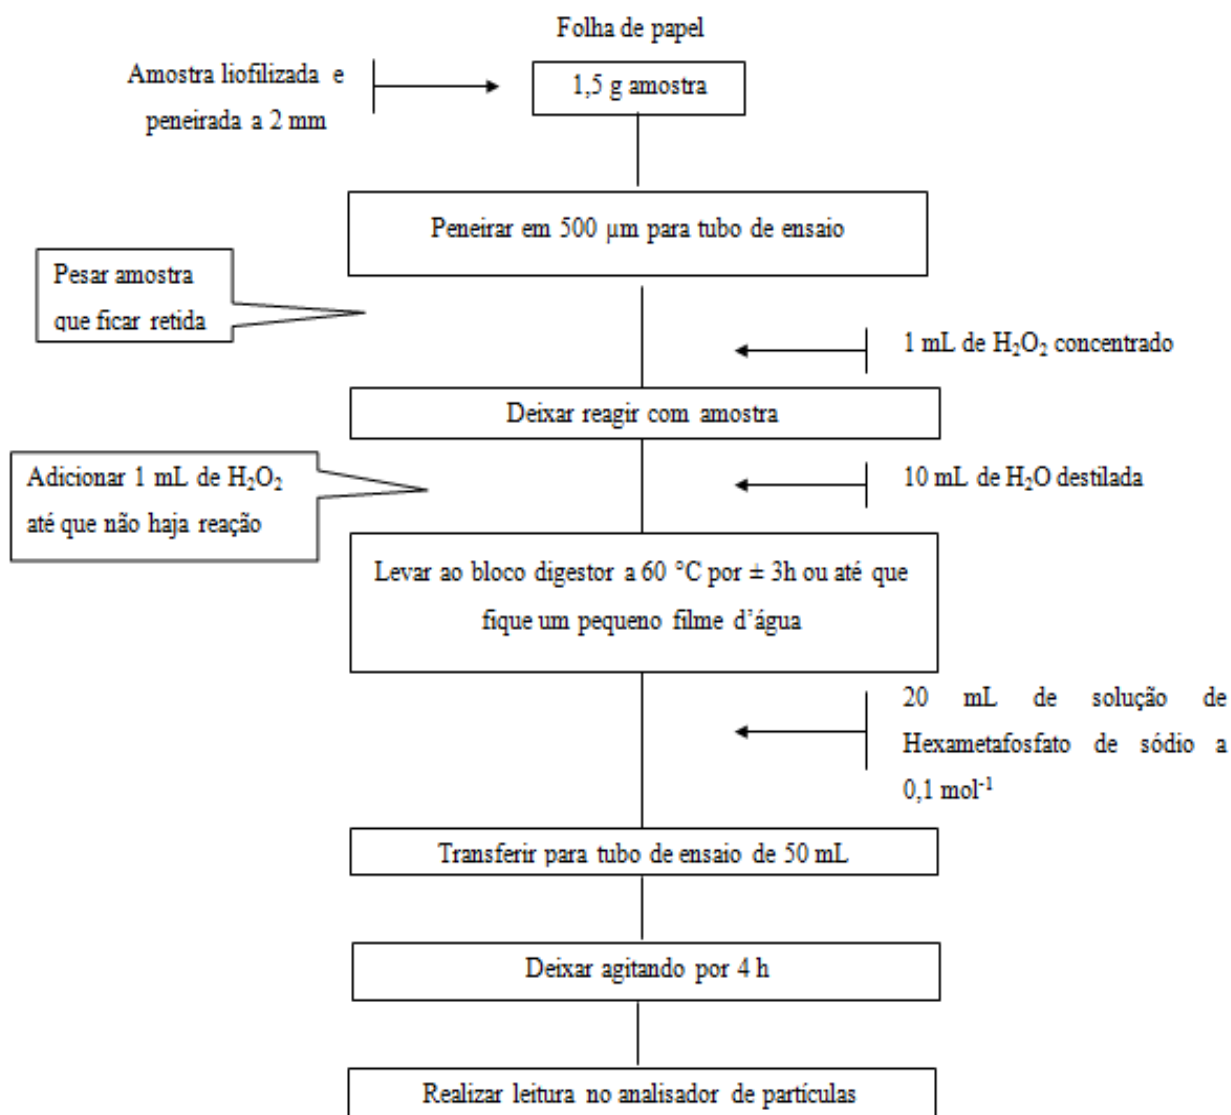 Folha de papel
Amostra liofilizada e
peneirada a 2 mm
1,5 g amostra
Peneirar em 500 µm para tubo de ensaio
Pesar amostra
que ficar retida
1 mL de H₂O₂ concentrado
Deixar reagir com amostra
Adicionar 1 mL de H₂O₂
até que não haja reação
10 mL de H₂O destilada
Levar ao bloco digestor a 60 °C por ± 3h ou até que
fique um pequeno filme d’água
20 mL de solução de
Hexametafosfato de sódio a
0,1 mol⁻¹
Transferir para tubo de ensaio de 50 mL
Deixar agitando por 4 h
Realizar leitura no analisador de partículas